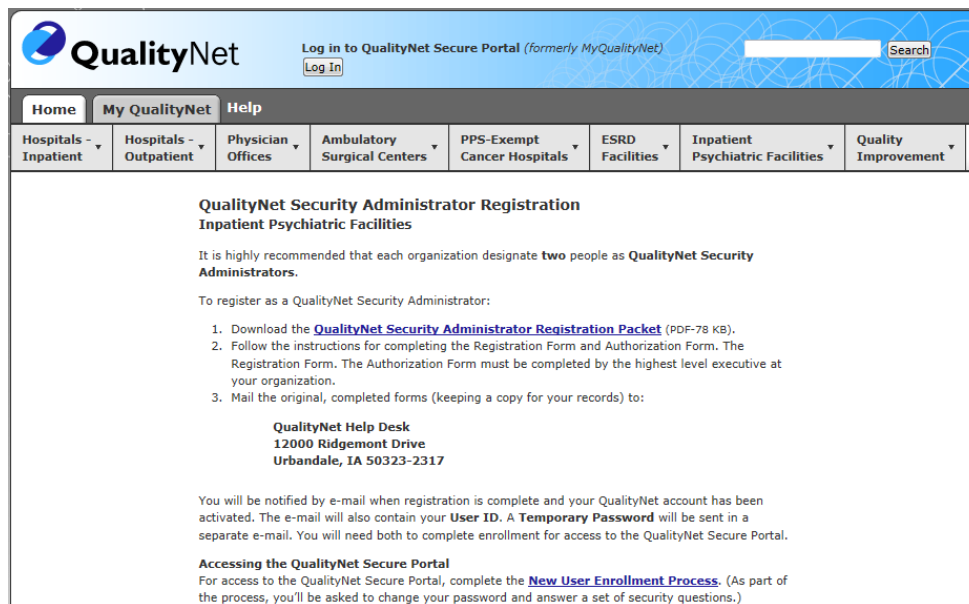 QualityNet
Log in to QualityNet Secure Portal (formerly MyQualityNet)
Log In
Search
Home
My QualityNet
Help
Hospitals -
Inpatient
Hospitals -
Outpatient
Physician
Offices
Ambulatory
Surgical Centers
PPS-Exempt
Cancer Hospitals
ESRD
Facilities
Inpatient
Psychiatric Facilities
Quality
Improvement
QualityNet Security Administrator Registration
Inpatient Psychiatric Facilities
It is highly recommended that each organization designate two people as QualityNet Security
Administrators.
To register as a QualityNet Security Administrator:
1. Download the QualityNet Security Administrator Registration Packet (PDF-78 KB).
2. Follow the instructions for completing the Registration Form and Authorization Form. The
Registration Form. The Authorization Form must be completed by the highest level executive at
your organization.
3. Mail the original, completed forms (keeping a copy for your records) to:
QualityNet Help Desk
12000 Ridgemont Drive
Urbandale, IA 50323-2317
You will be notified by e-mail when registration is complete and your QualityNet account has been
activated. The e-mail will also contain your User ID. A Temporary Password will be sent in a
separate e-mail. You will need both to complete enrollment for access to the QualityNet Secure Portal.
Accessing the QualityNet Secure Portal
For access to the QualityNet Secure Portal, complete the New User Enrollment Process. (As part of
the process, you'll be asked to change your password and answer a set of security questions.)